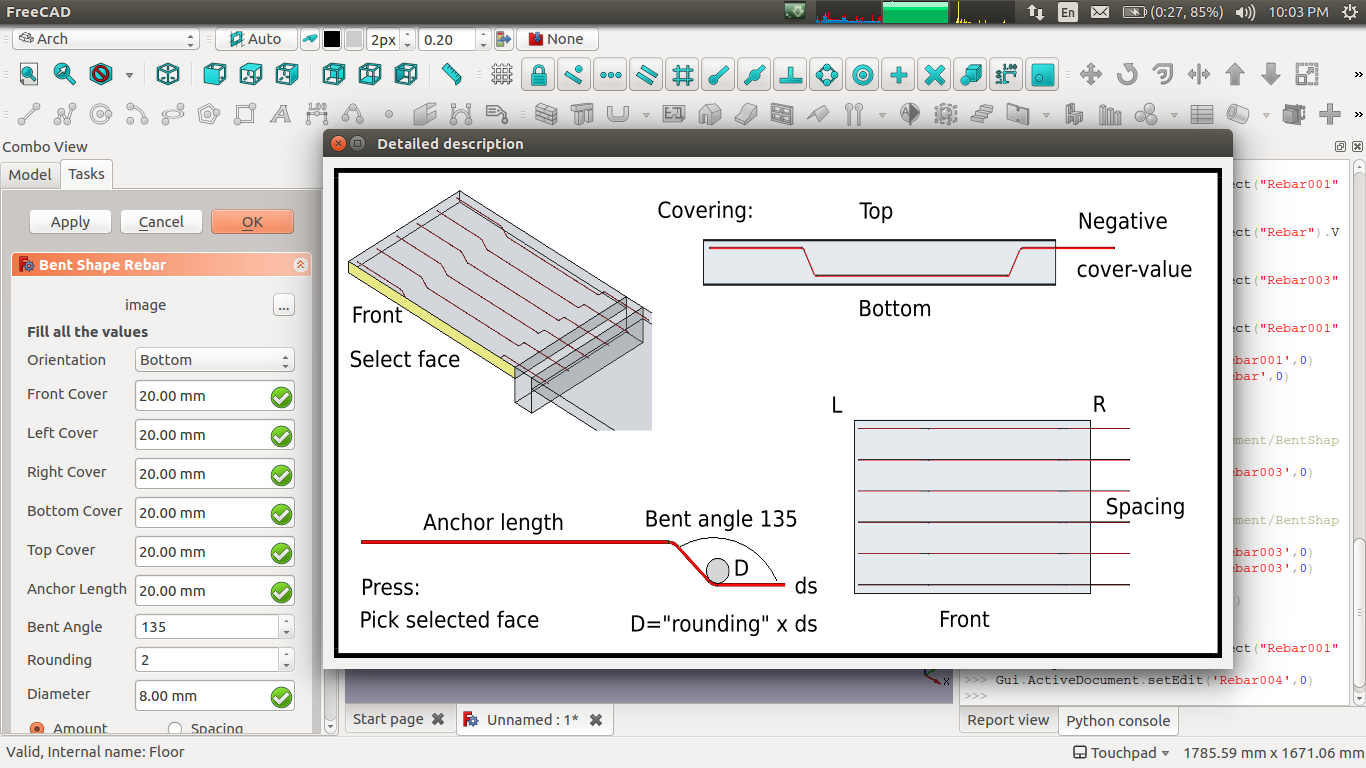 FreeCAD
En
(0:27, 85%)
10:03 PM
Arch
Auto
2px
0.20
None
1.00
»
1.00
»
Combo View
Model
Tasks
Apply
Cancel
OK
Bent Shape Rebar
image
...
Fill all the values
Orientation
Bottom
Front Cover
20.00 mm
Left Cover
20.00 mm
Right Cover
20.00 mm
Bottom Cover
20.00 mm
Top Cover
20.00 mm
Anchor Length
20.00 mm
Bent Angle
135
Rounding
2
Diameter
8.00 mm
Amount
Spacing
Detailed description
Covering:
Top
Negative
cover-value
Bottom
Front
Select face
L
R
Spacing
Front
Anchor length
Bent angle 135
D
ds
Press:
Pick selected face
D="rounding" x ds
ect("Rebar001"
ect("Rebar").V
ect("Rebar003"
ect("Rebar001"
ebar001',0)
ebar',0)
ement/BentShap
ebar003',0)
ement/BentShap
ebar003',0)
ebar003',0)
)
ect("Rebar001"
>>> Gui.ActiveDocument.setEdit('Rebar004',0)
>>>
x
Start page
Unnamed : 1*
Report view
Python console
Valid, Internal name: Floor
Touchpad
1785.59 mm x 1671.06 mm